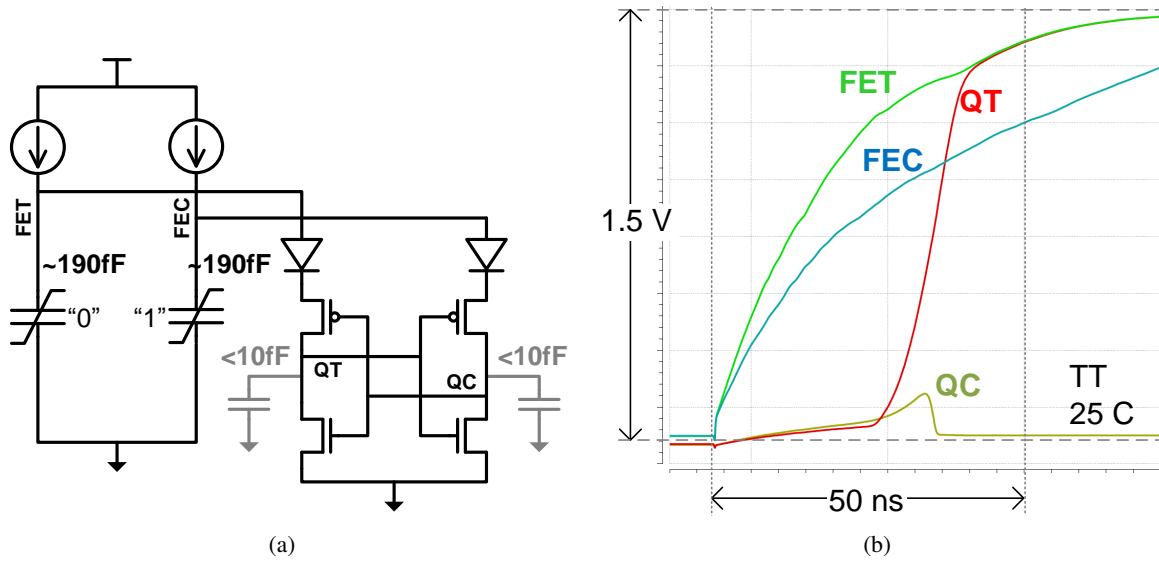 FET
FEC
~190fF
~190fF
“0”
“1”
<10fF
<10fF
QT
QC
(a)
1.5 V
FET
QT
FEC
QC
TT
25 C
50 ns
(b)